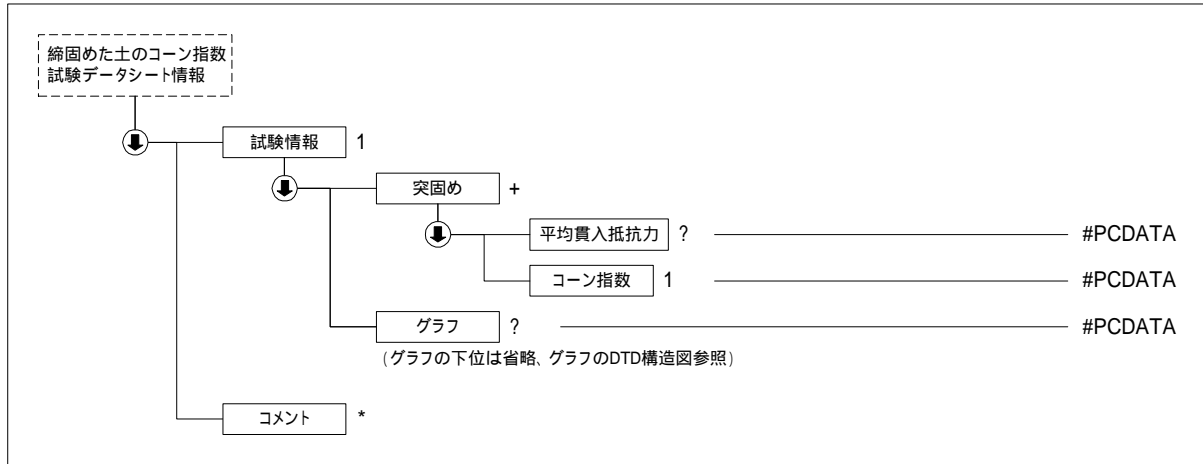 締固めた土のコーン指数
試験データシート情報
試験情報 1
突固め +
平均貫入抵抗力 ? #PCDATA
コーン指数 1 #PCDATA
グラフ ? #PCDATA
(グラフの下位は省略、グラフのDTD構造図参照)
コメント *